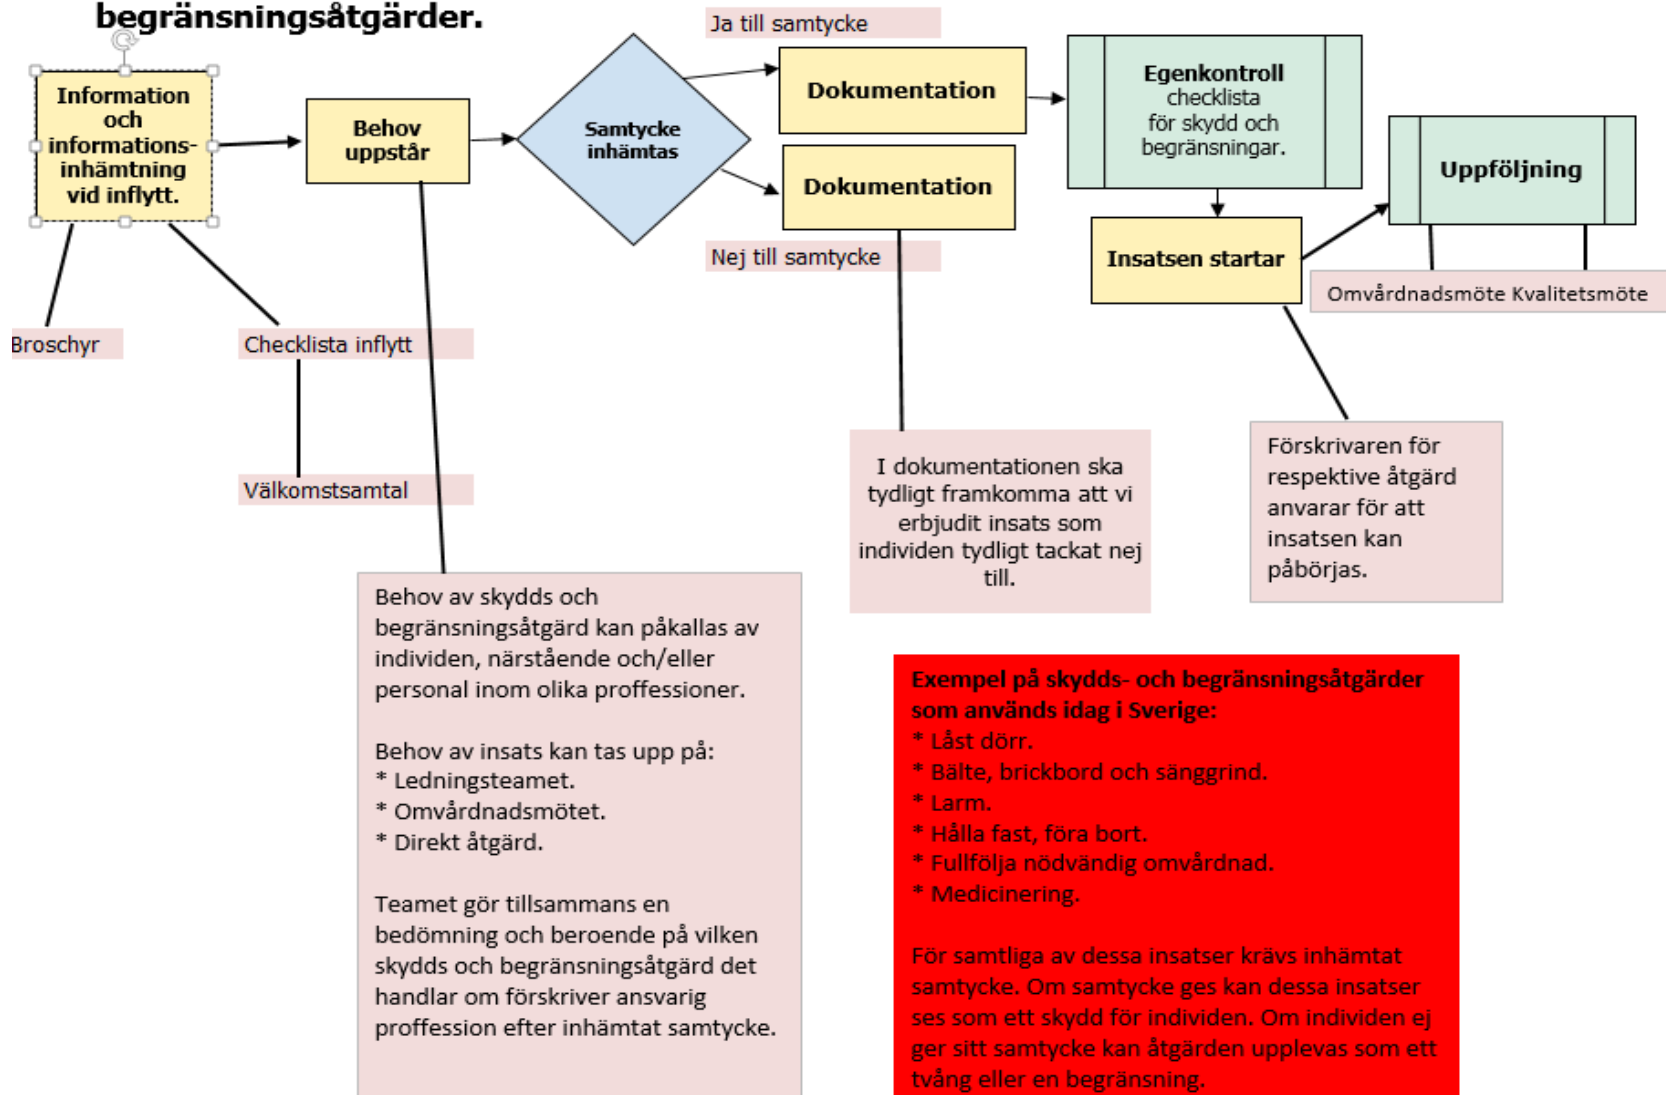 begränsningsåtgärder.
Ja till samtycke
Information
och
informations-
inhämtning
vid inflytt.
Behov
uppstår
Samtycke
inhämtas
Dokumentation
Dokumentation
Nej till samtycke
Egenkontroll
checklista
för skydd och
begränsningar.
Insatsen startar
Uppföljning
Omvårdnadsmöte Kvalitetsmöte
Broschyr
Checklista inflytt
Välkomstsamtal
I dokumentationen ska
tydligt framkomma att vi
erbjudit insats som
individen tydligt tackat nej
till.
Förskrivaren för
respektive åtgärd
anvarar för att
insatsen kan
påbörjas.
Behov av skydds och
begränsningsåtgärd kan påkallas av
individen, närstående och/eller
personal inom olika proffessioner.
Behov av insats kan tas upp på:
* Ledningsteamet.
* Omvårdnadsmötet.
* Direkt åtgärd.
Teamet gör tillsammans en
bedömning och beroende på vilken
skydds och begränsningsåtgärd det
handlar om förskriver ansvarig
proffession efter inhämtat samtycke.
Exempel på skydds- och begränsningsåtgärder
som används idag i Sverige:
* Låst dörr.
* Bälte, brickbord och sänggrind.
* Larm.
* Hålla fast, föra bort.
* Fullfölja nödvändig omvårdnad.
* Medicinering.
För samtliga av dessa insatser krävs inhämtat
samtycke. Om samtycke ges kan dessa insatser
ses som ett skydd för individen. Om individen ej
ger sitt samtycke kan åtgärden upplevas som ett
tvång eller en begränsning.